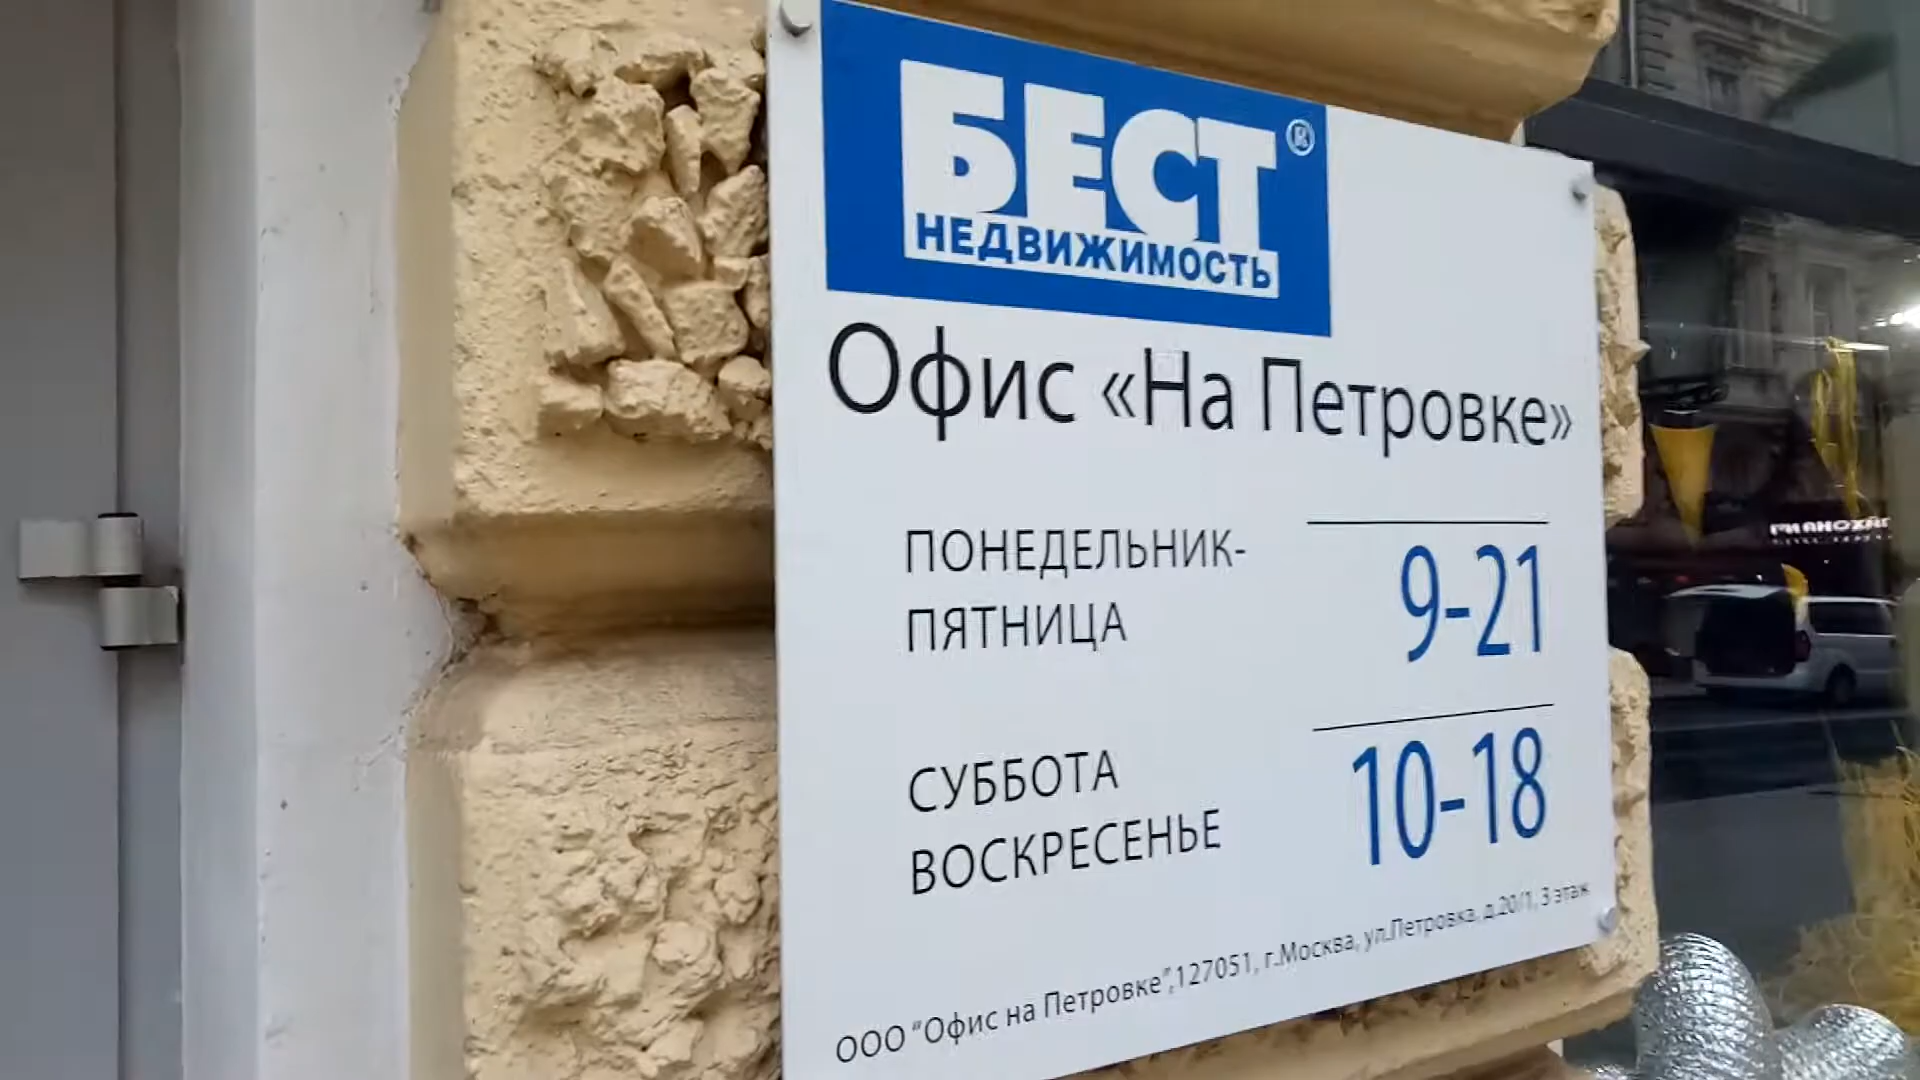 БЕСТ®
НЕДВИЖИМОСТЬ
Офис «На Петровке»
ПОНЕДЕЛЬНИК-
ПЯТНИЦА
9-21
СУББОТА
ВОСКРЕСЕНЬЕ
10-18
ООО "Офис на Петровке", 127051, г.Москва, ул.Петровка, д.20/1, 3 этаж